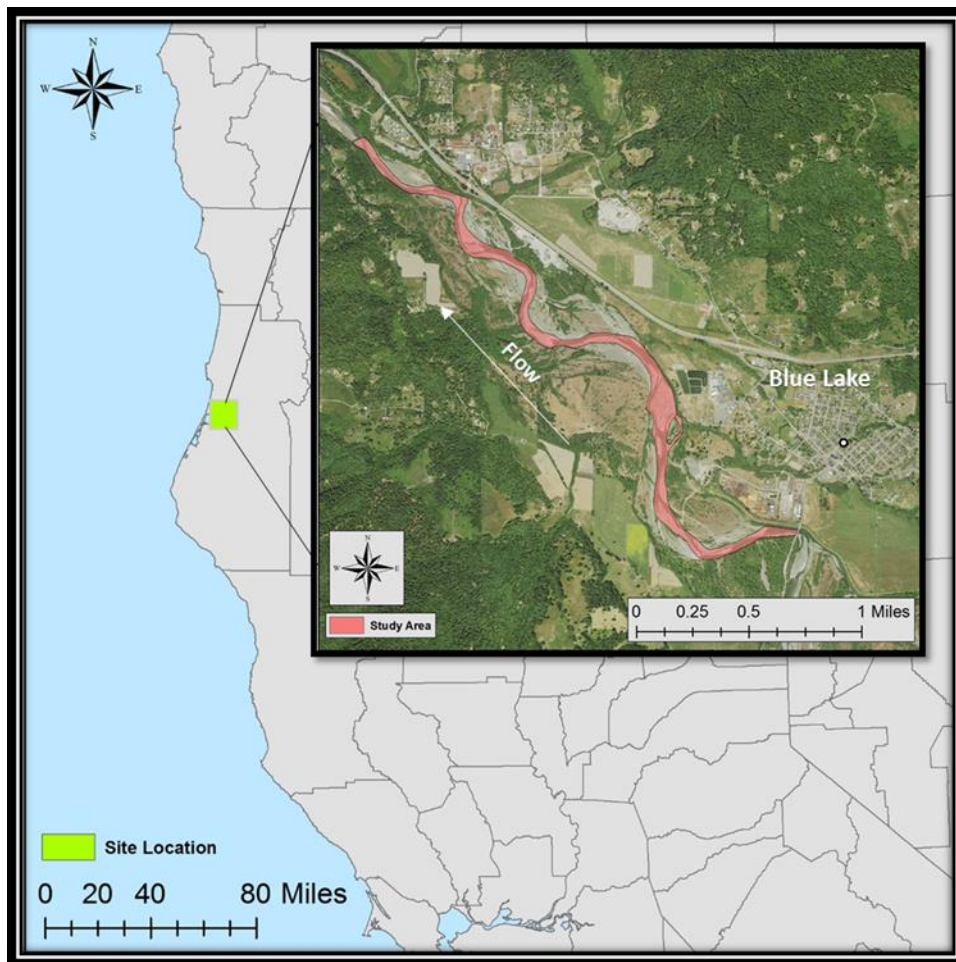 N
W E
S
Flow
Blue Lake
N
W E
S
Study Area
0 0.25 0.5 1 Miles
Site Location
0 20 40 80 Miles